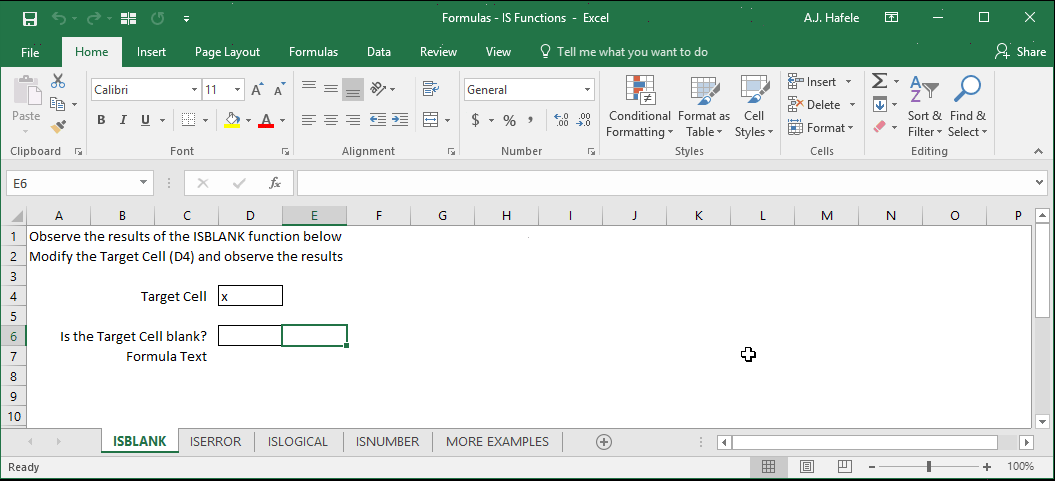 Formulas - IS Functions - Excel
A.J. Hafele
File Home Insert Page Layout Formulas Data Review View Tell me what you want to do Share
Paste
Clipboard
Calibri 11
B I U A A A
Font
Alignment
General
$ % , .0 .00 .00 .0
Number
Conditional Formatting
Format as Table
Cell Styles
Styles
Insert
Delete
Format
Cells
Σ
A Z
Sort & Filter
Find & Select
Editing
E6 fx
A B C D E F G H I J K L M N O P
1 Observe the results of the ISBLANK function below
2 Modify the Target Cell (D4) and observe the results
3
4 Target Cell x
5
6 Is the Target Cell blank?
7 Formula Text
8
9
10
ISBLANK ISERROR ISLOGICAL ISNUMBER MORE EXAMPLES
Ready 100%